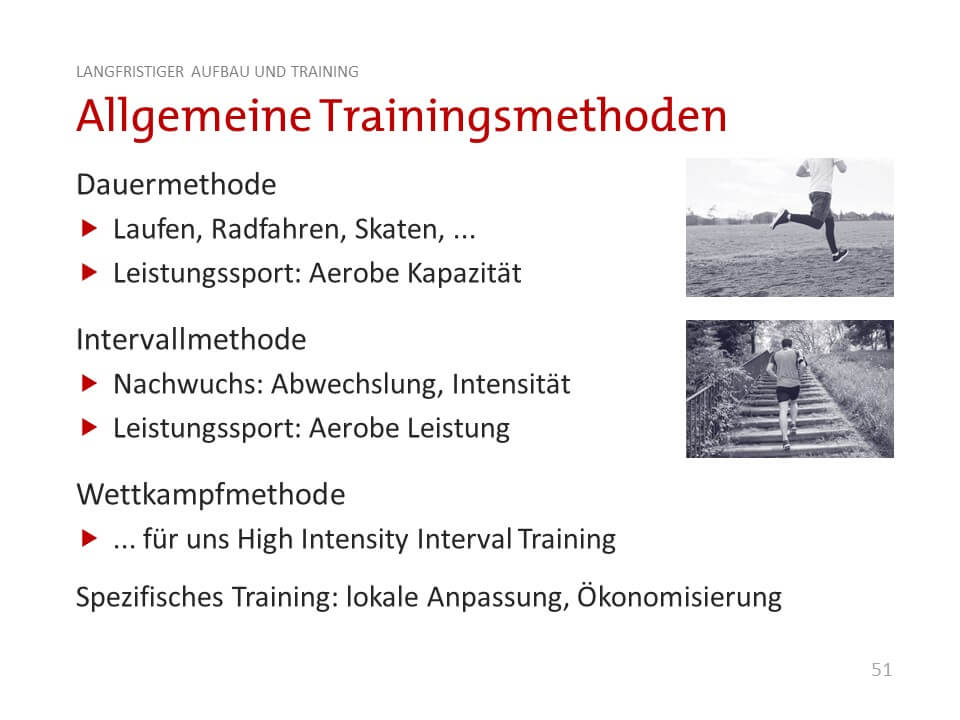 LANGFRISTIGER AUFBAU UND TRAINING
Allgemeine Trainingsmethoden
Dauermethode
Laufen, Radfahren, Skaten, ...
Leistungssport: Aerobe Kapazität
Intervallmethode
Nachwuchs: Abwechslung, Intensität
Leistungssport: Aerobe Leistung
Wettkampfmethode
... für uns High Intensity Interval Training
Spezifisches Training: lokale Anpassung, Ökonomisierung
51